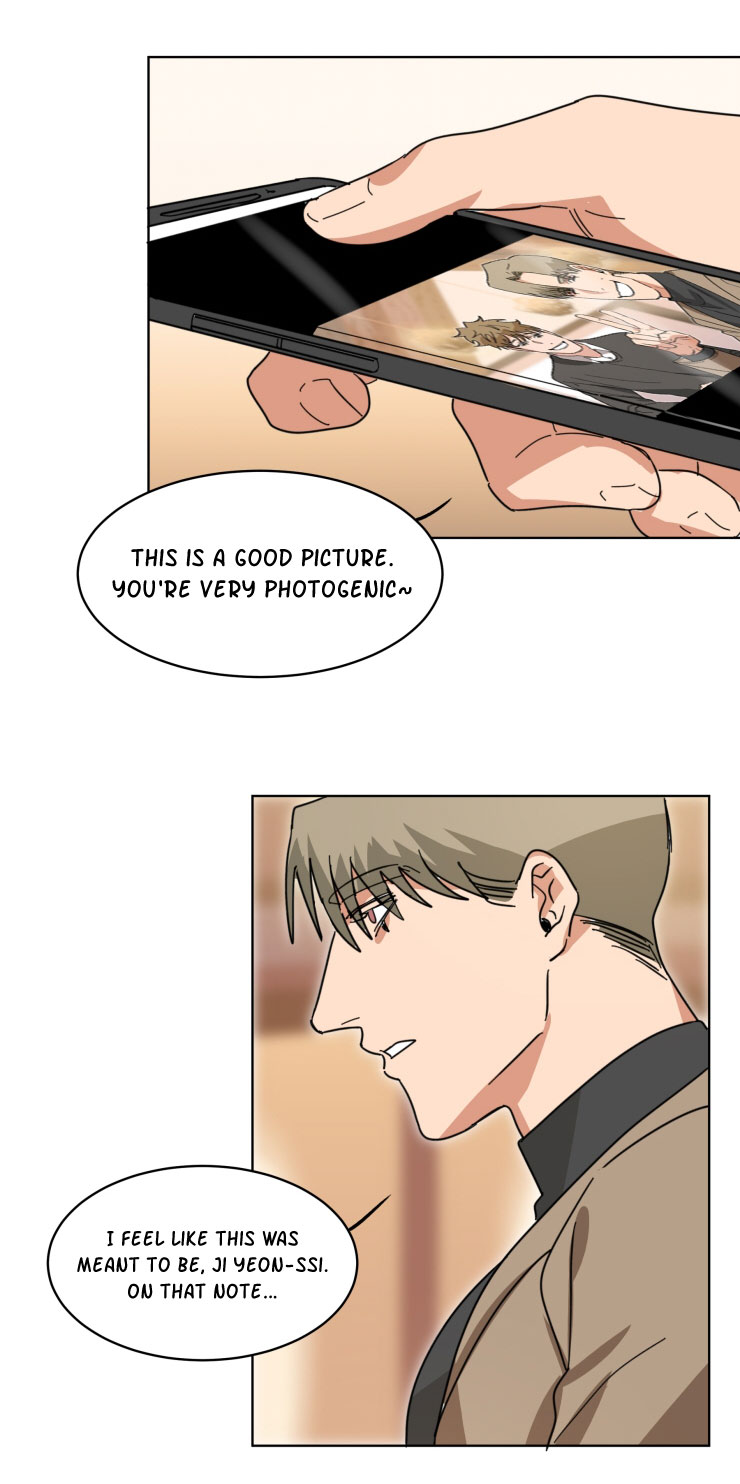 THIS IS A GOOD PICTURE.
YOU'RE VERY PHOTOGENIC~
I FEEL LIKE THIS WAS
MEANT TO BE, JI YEON-SSI.
ON THAT NOTE...